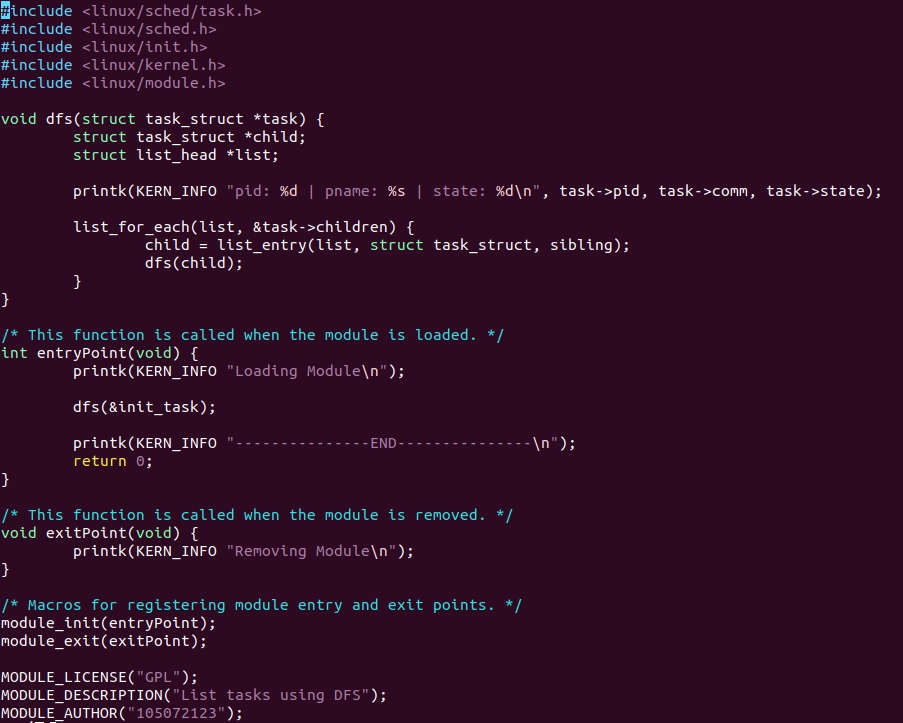 #include <linux/sched/task.h>
#include <linux/sched.h>
#include <linux/init.h>
#include <linux/kernel.h>
#include <linux/module.h>

void dfs(struct task_struct *task) {
        struct task_struct *child;
        struct list_head *list;

        printk(KERN_INFO "pid: %d | pname: %s | state: %d\n", task->pid, task->comm, task->state);

        list_for_each(list, &task->children) {
                child = list_entry(list, struct task_struct, sibling);
                dfs(child);
        }
}

/* This function is called when the module is loaded. */
int entryPoint(void) {
        printk(KERN_INFO "Loading Module\n");

        dfs(&init_task);

        printk(KERN_INFO "---------------END---------------\n");
        return 0;
}

/* This function is called when the module is removed. */
void exitPoint(void) {
        printk(KERN_INFO "Removing Module\n");
}

/* Macros for registering module entry and exit points. */
module_init(entryPoint);
module_exit(exitPoint);

MODULE_LICENSE("GPL");
MODULE_DESCRIPTION("List tasks using DFS");
MODULE_AUTHOR("105072123");